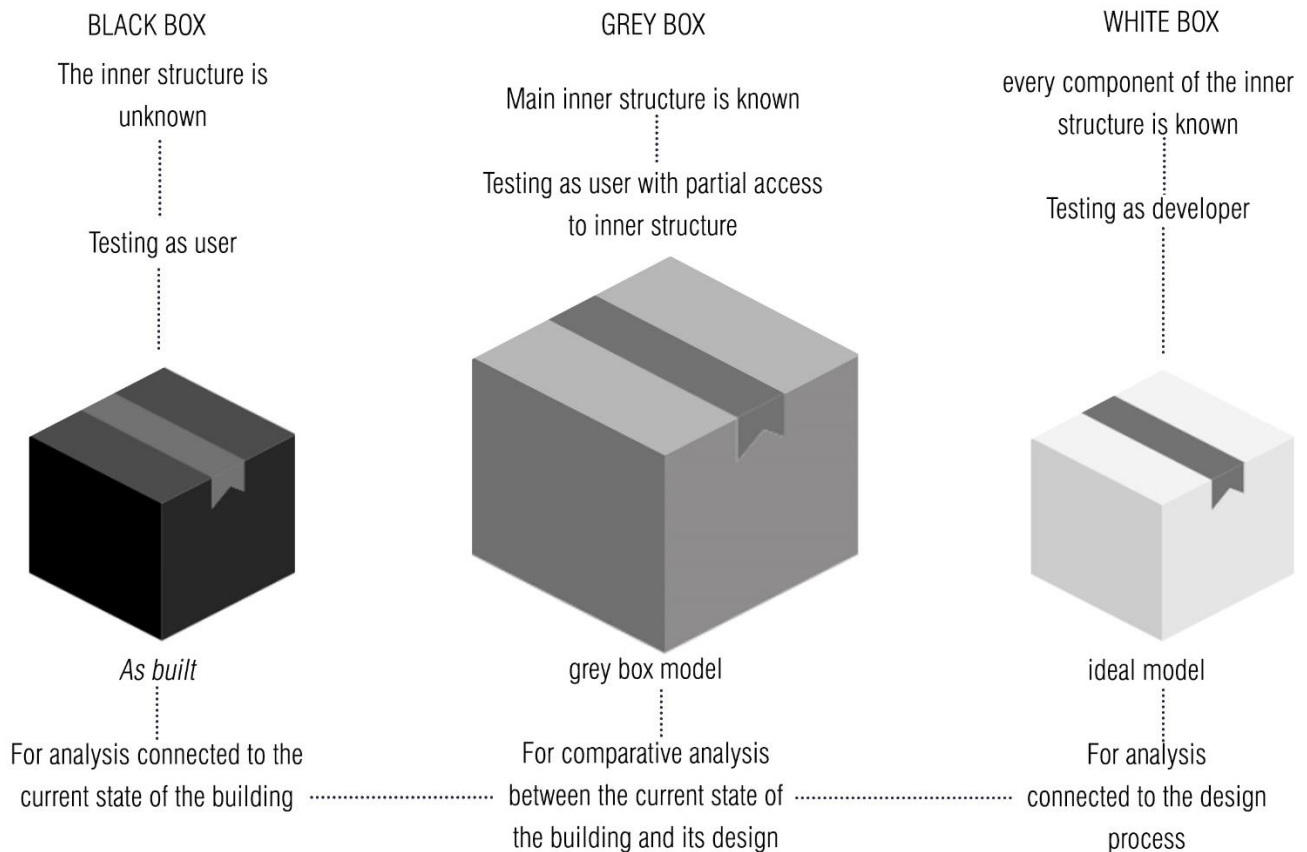 BLACK BOX
The inner structure is
unknown
Testing as user
As built
For analysis connected to the
current state of the building
GREY BOX
Main inner structure is known
Testing as user with partial access
to inner structure
grey box model
For comparative analysis
between the current state of
the building and its design
WHITE BOX
every component of the inner
structure is known
Testing as developer
ideal model
For analysis
connected to the design
process